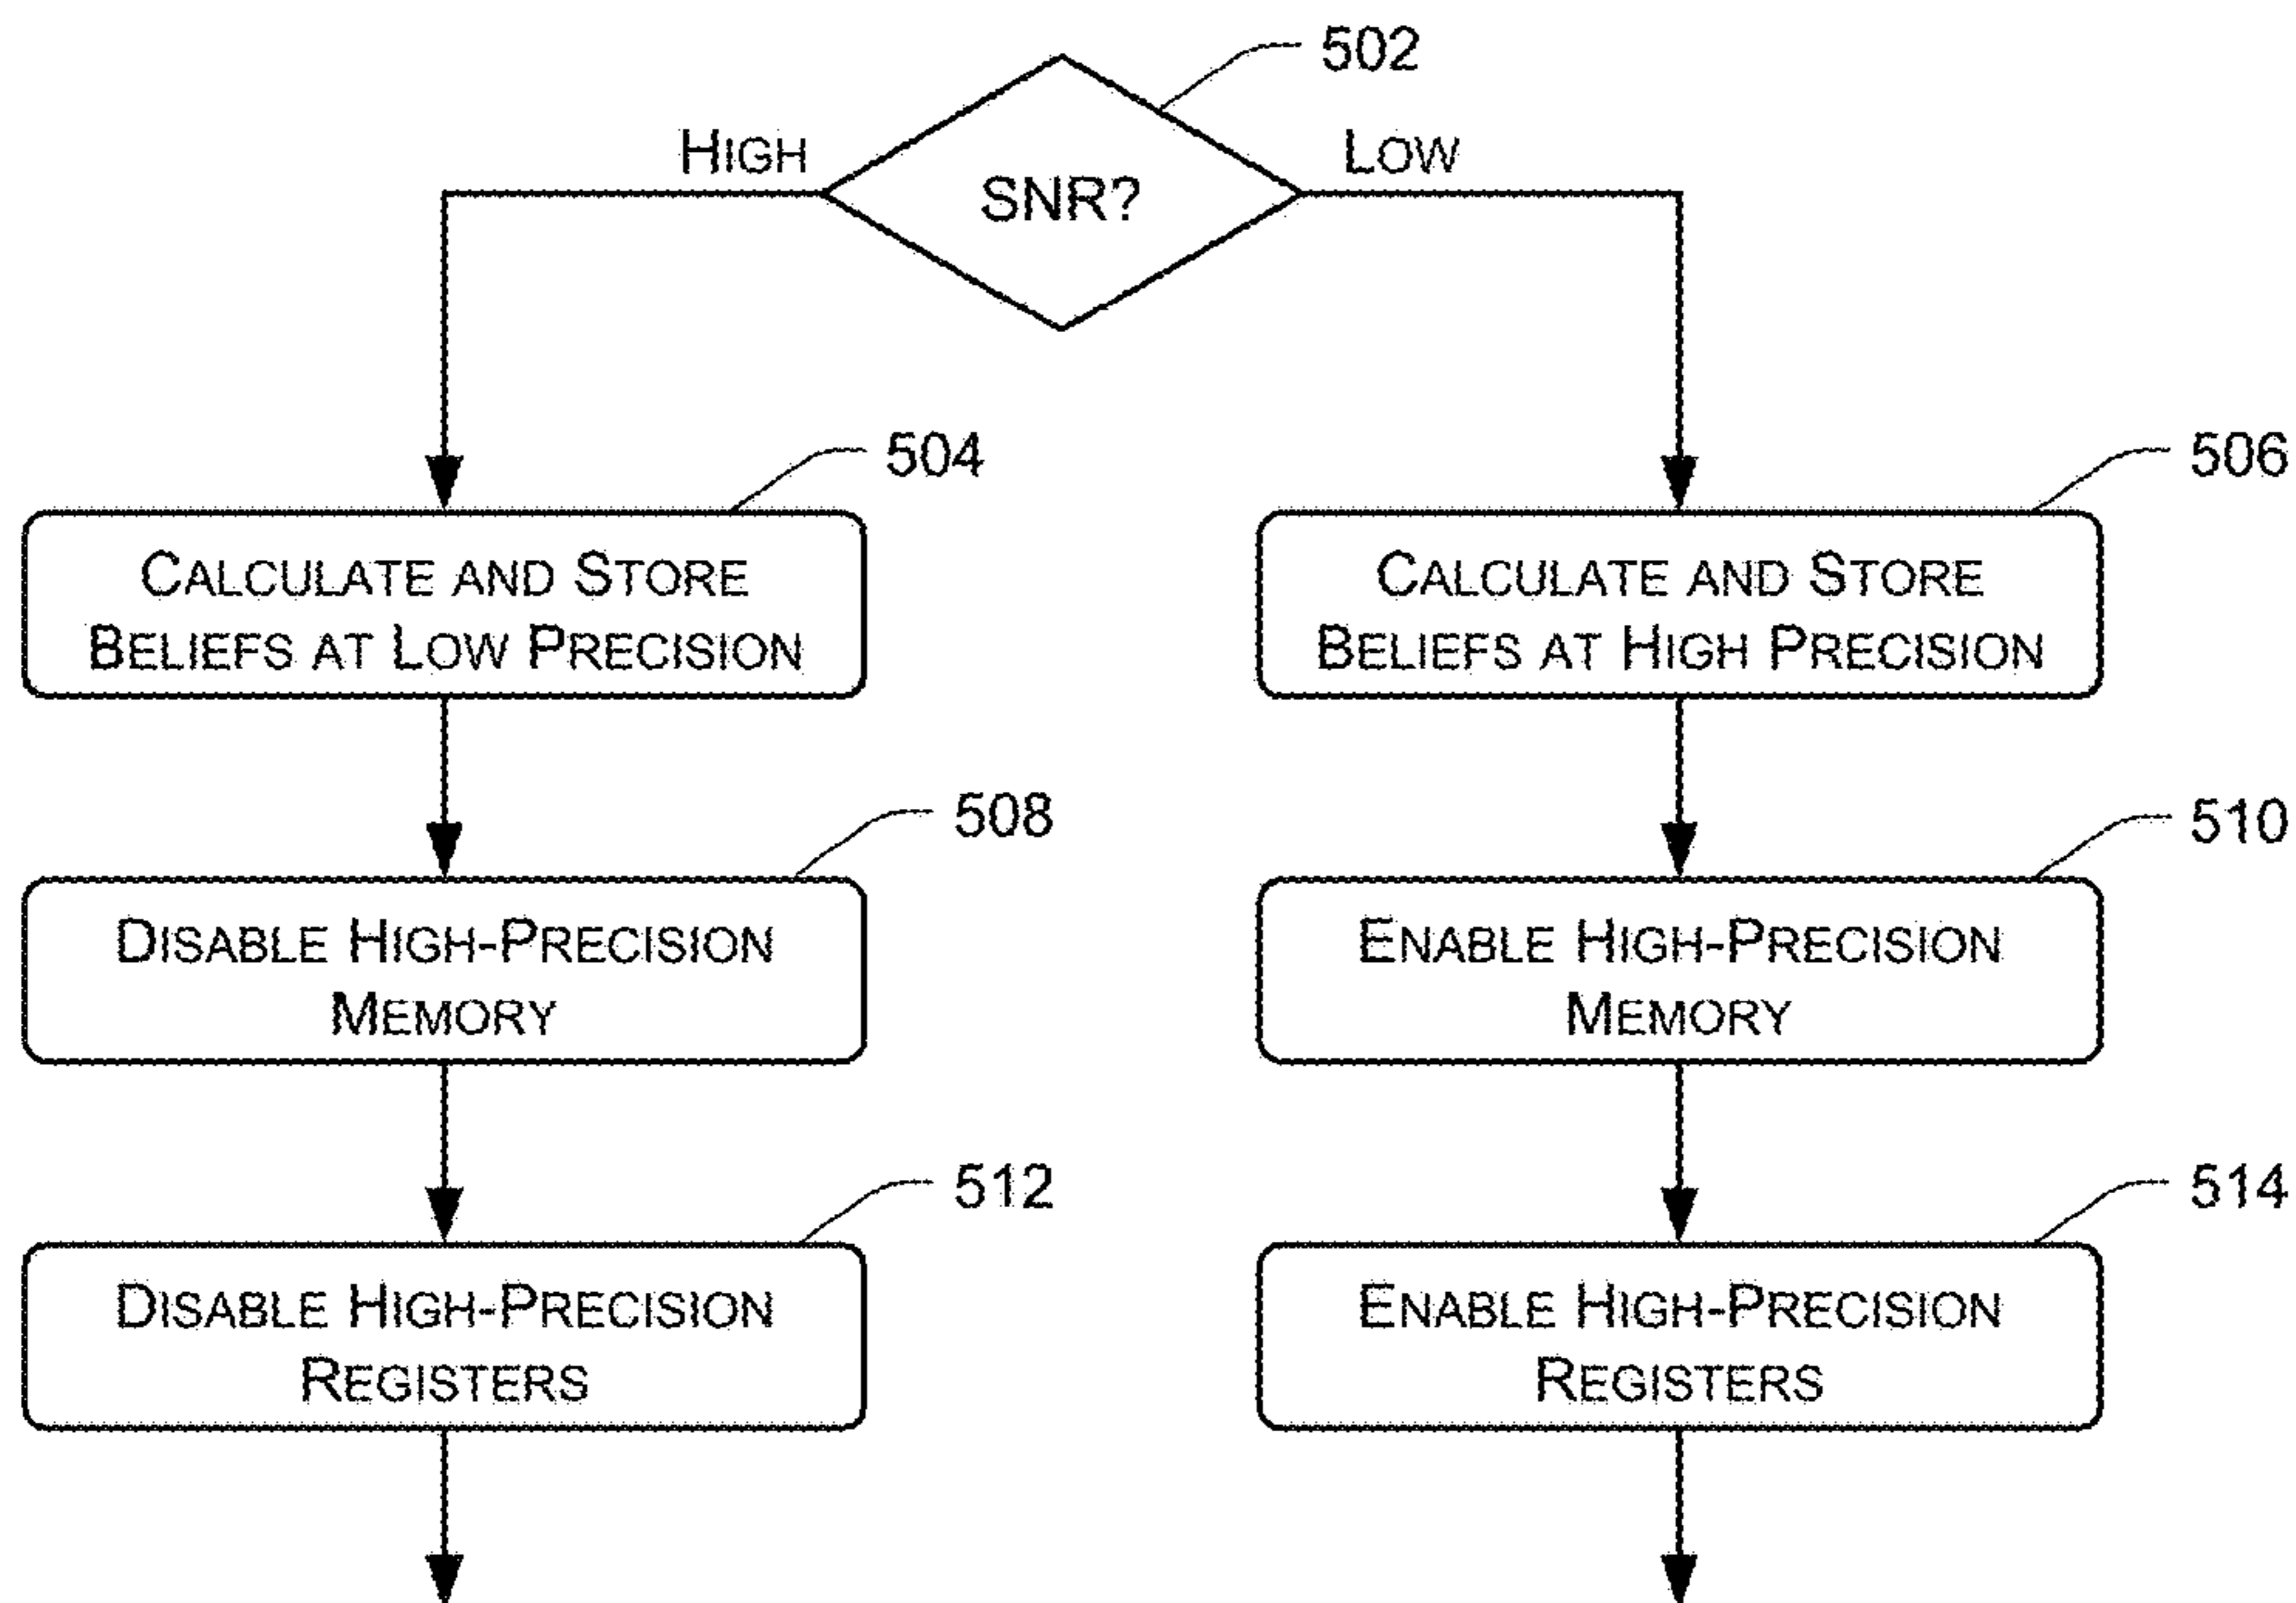 502
HIGH
LOW
SNR?
504
506
CALCULATE AND STORE
BELIEFS AT LOW PRECISION
CALCULATE AND STORE
BELIEFS AT HIGH PRECISION
508
510
DISABLE HIGH-PRECISION
MEMORY
ENABLE HIGH-PRECISION
MEMORY
512
514
DISABLE HIGH-PRECISION
REGISTERS
ENABLE HIGH-PRECISION
REGISTERS